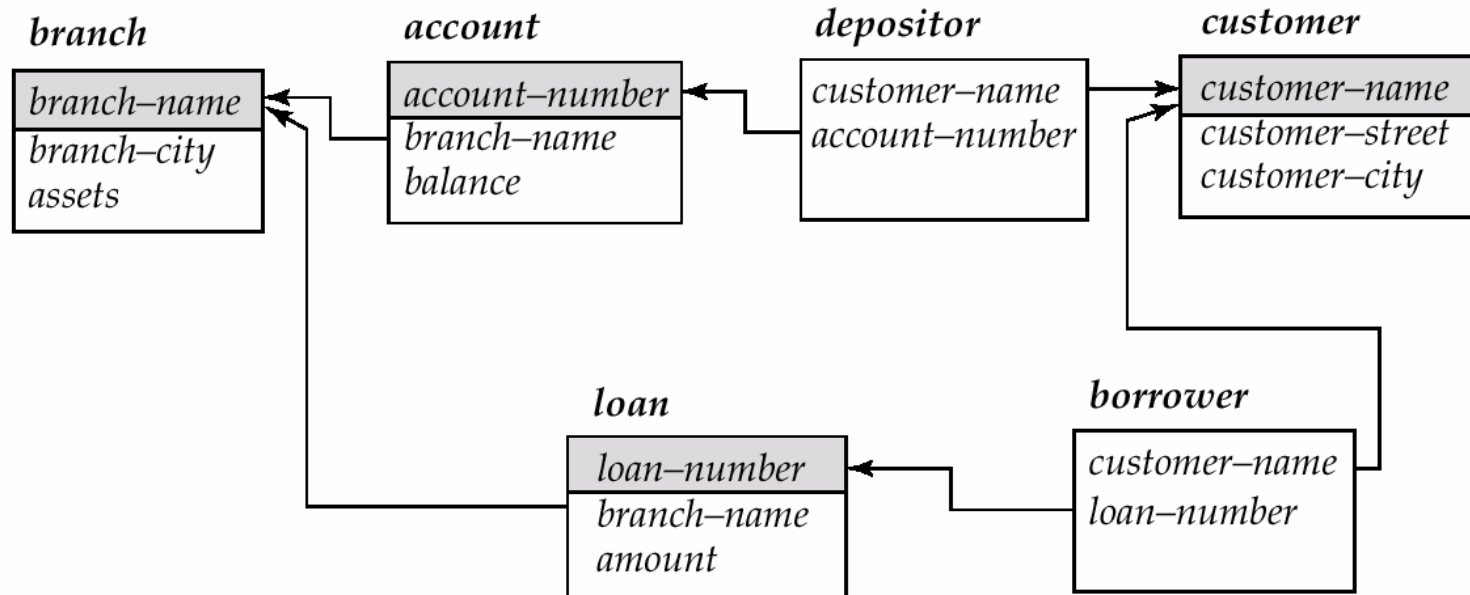 branch
branch–name
branch–city
assets
account
account–number
branch–name
balance
depositor
customer–name
account–number
customer
customer–name
customer–street
customer–city
loan
loan–number
branch–name
amount
borrower
customer–name
loan–number